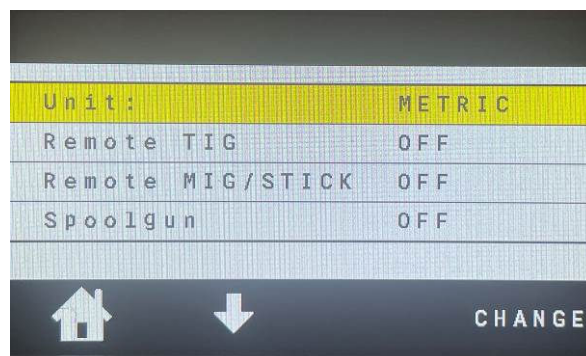 Unit: METRIC
Remote TIG OFF
Remote MIG/STICK OFF
Spoolgun OFF
CHANGE